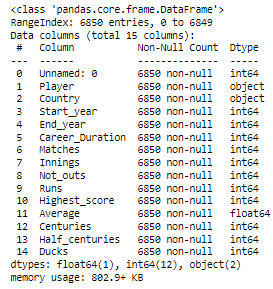 <class 'pandas.core.frame.DataFrame'>
RangeIndex: 6850 entries, 0 to 6849
Data columns (total 15 columns):
 #   Column           Non-Null Count  Dtype
---  ------           --------------  -----
 0   Unnamed: 0       6850 non-null   int64
 1   Player           6850 non-null   object
 2   Country          6850 non-null   object
 3   Start_year       6850 non-null   int64
 4   End_year         6850 non-null   int64
 5   Career_Duration  6850 non-null   int64
 6   Matches          6850 non-null   int64
 7   Innings          6850 non-null   int64
 8   Not_outs         6850 non-null   int64
 9   Runs             6850 non-null   int64
 10  Highest_score    6850 non-null   int64
 11  Average          6850 non-null   float64
 12  Centuries        6850 non-null   int64
 13  Half_centuries   6850 non-null   int64
 14  Ducks            6850 non-null   int64
dtypes: float64(1), int64(12), object(2)
memory usage: 802.9+ KB